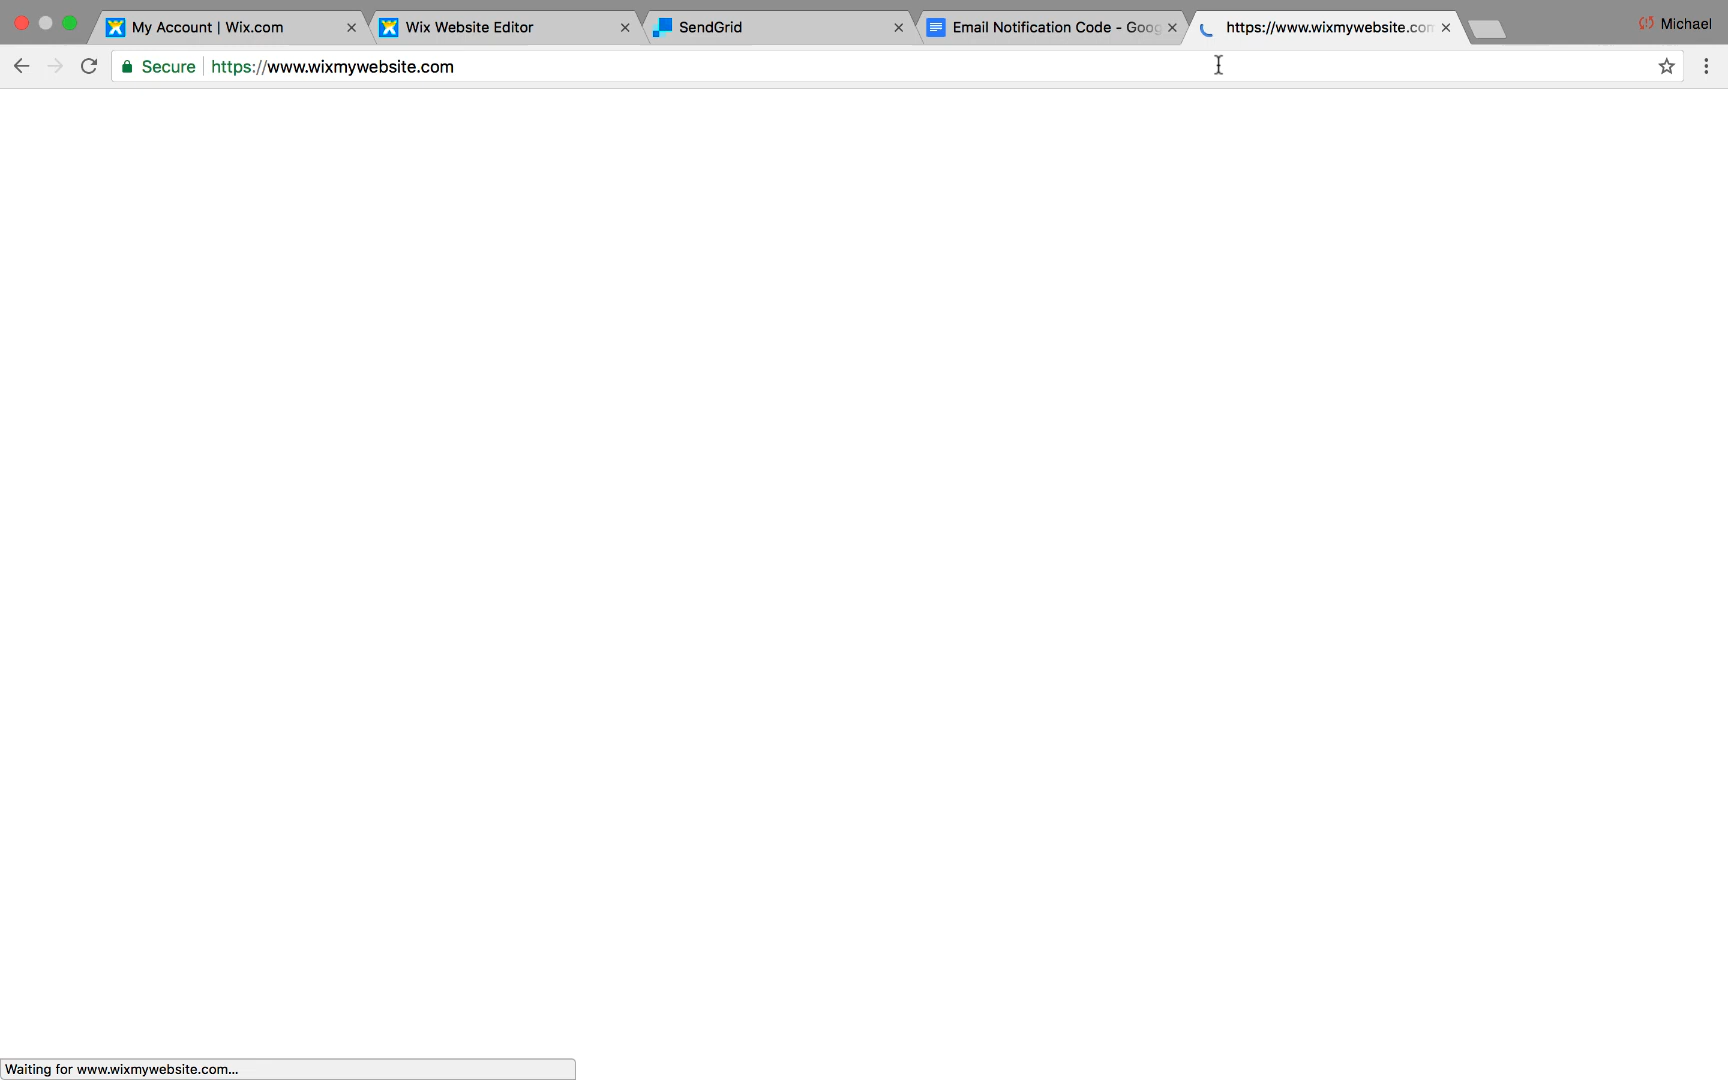 My Account | Wix.com
Wix Website Editor
SendGrid
Email Notification Code - Goog
https://www.wixmywebsite.com
Michael
Secure
https://www.wixmywebsite.com
Waiting for www.wixmywebsite.com...